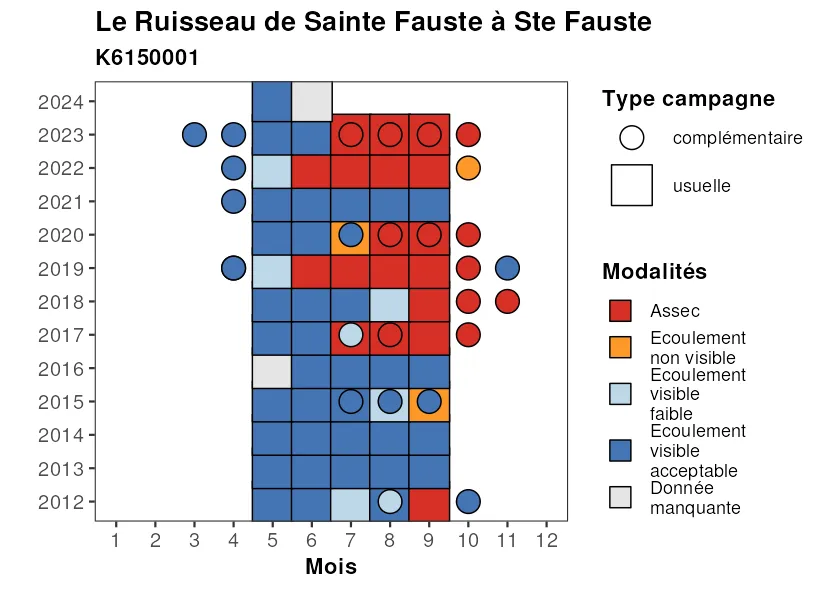 Le Ruisseau de Sainte Fauste à Ste Fauste
K6150001
2024
2023
2022
2021
2020
2019
2018
2017
2016
2015
2014
2013
2012
1 2 3 4 5 6 7 8 9 10 11 12
Mois
Type campagne
complémentaire
usuelle
Modalités
Assec
Ecoulement
non visible
Ecoulement
visible
faible
Ecoulement
visible
acceptable
Donnée
manquante